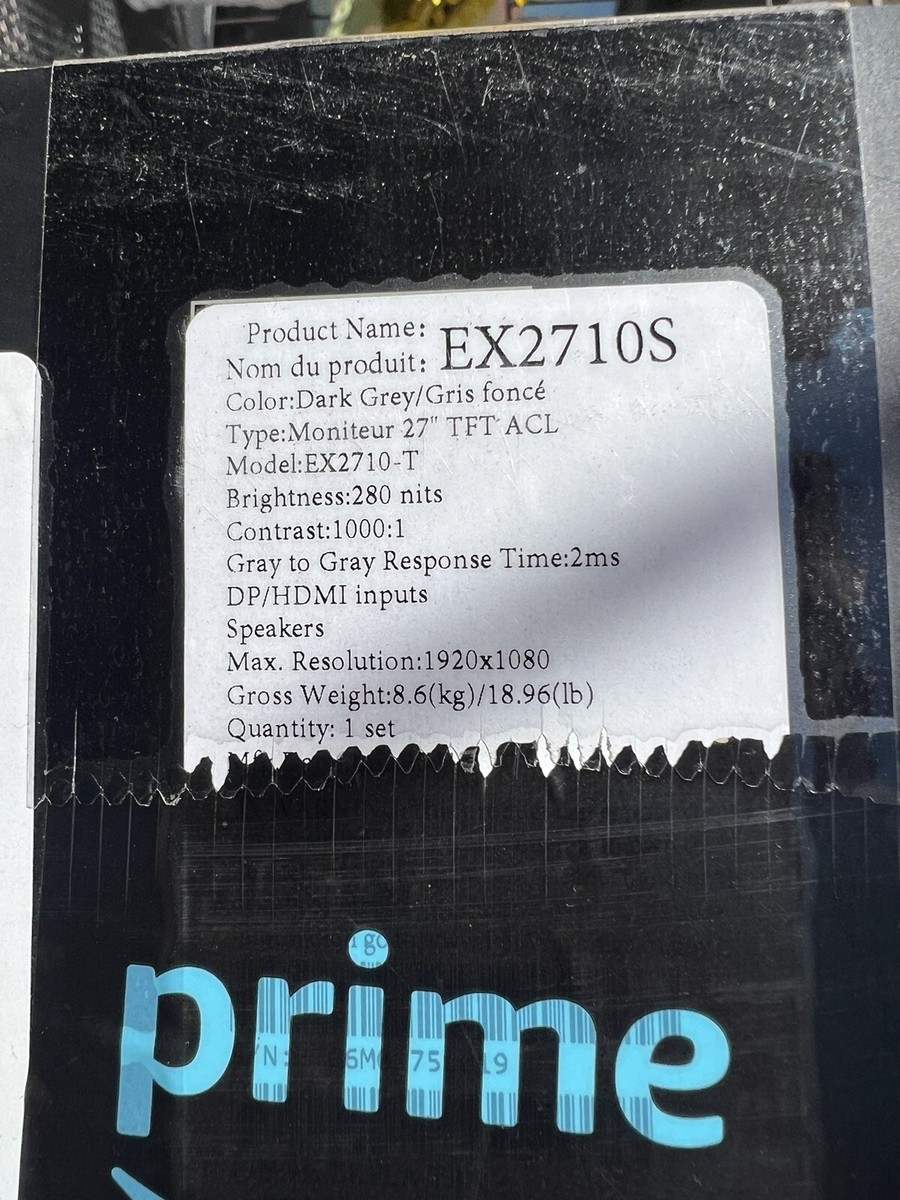 Product Name:
Nom du produit: EX2710S
Color:Dark Grey/Gris foncé
Type:Moniteur 27" TFT ACL
Model:EX2710-T
Brightness:280 nits
Contrast:1000:1
Gray to Gray Response Time:2ms
DP/HDMI inputs
Speakers
Max. Resolution:1920x1080
Gross Weight:8.6(kg)/18.96(lb)
Quantity: 1 set
prime